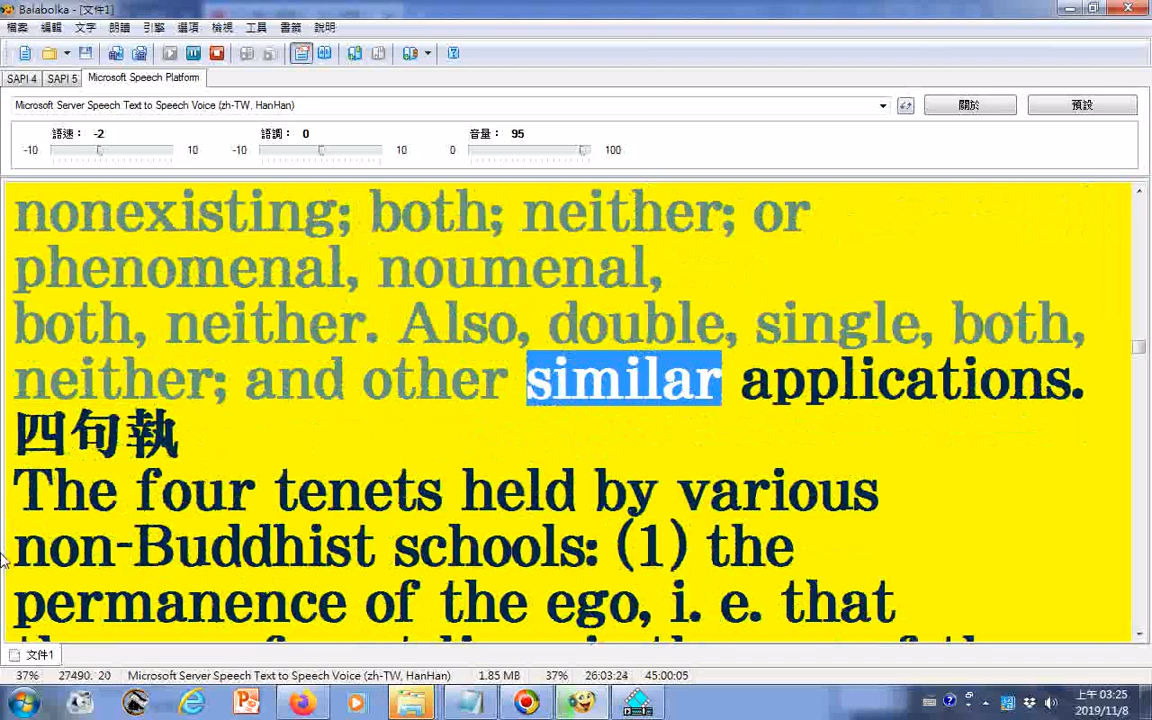 Balabolka - [文件1]
檔案 編輯 文字 朗讀 引擎 選項 檢視 工具 書籤 說明
SAPI 4 SAPI 5 Microsoft Speech Platform
Microsoft Server Speech Text to Speech Voice (zh-TW, HanHan) 關於 預設
語速： -2 語調： 0 音量： 95
-10 10 -10 10 0 100
nonexisting; both; neither; or
phenomenal, noumenal,
both, neither. Also, double, single, both,
neither; and other similar applications.
四句執
The four tenets held by various
non-Buddhist schools: (1) the
permanence of the ego, i. e. that
文件1
37% 27490. 20 Microsoft Server Speech Text to Speech Voice (zh-TW, HanHan) 1.85 MB 37% 26:03:24 45:00:05
上午 03:25
2019/11/8